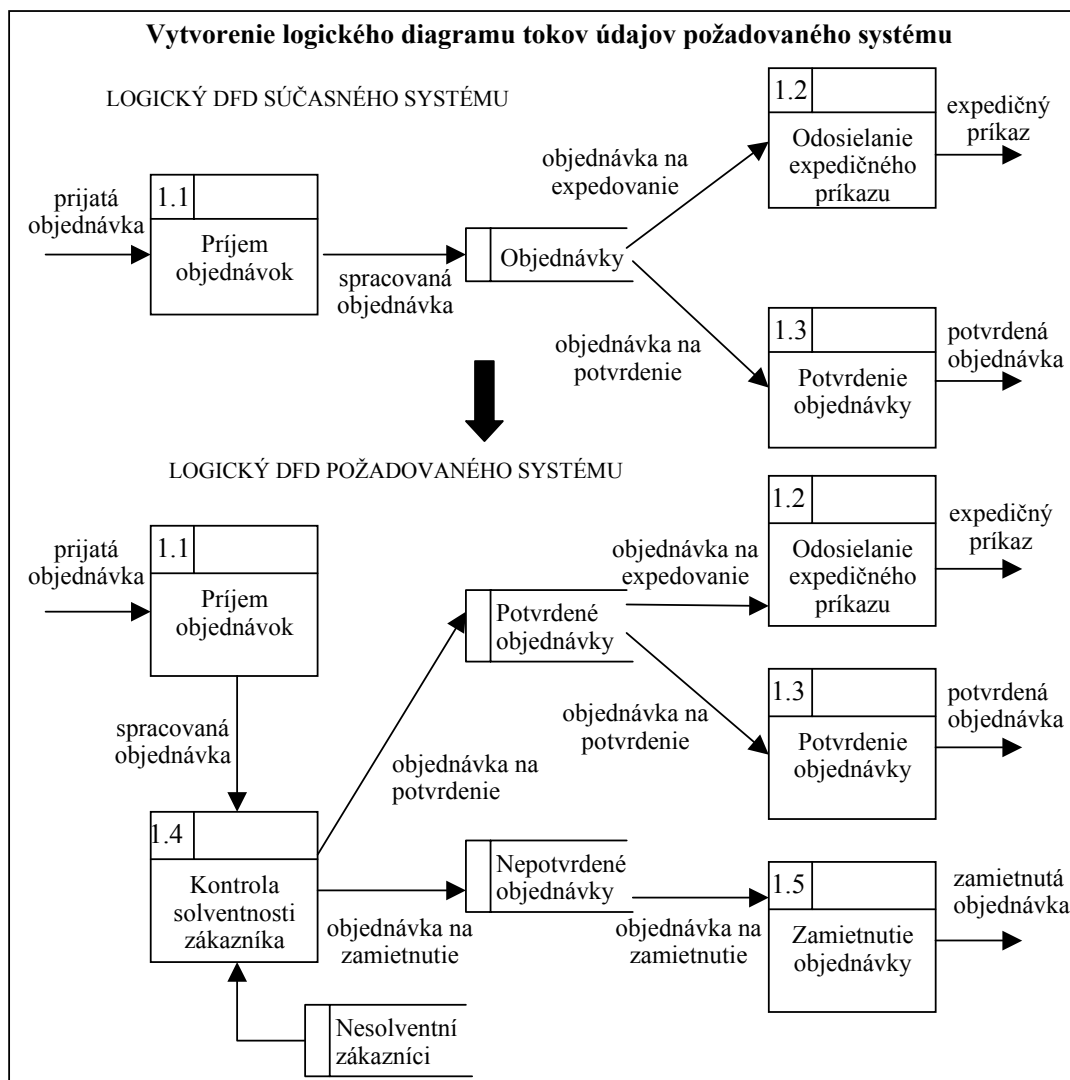 Vytvorenie logického diagramu tokov údajov požadovaného systému
LOGICKÝ DFD SÚČASNÉHO SYSTÉMU
prijatá
objednávka
1.1
Príjem
objednávok
spracovaná
objednávka
Objednávky
objednávka na
expedovanie
1.2
Odosielanie
expedičného
príkazu
expedičný
príkaz
objednávka na
potvrdenie
1.3
Potvrdenie
objednávky
potvrdená
objednávka
LOGICKÝ DFD POŽADOVANÉHO SYSTÉMU
prijatá
objednávka
1.1
Príjem
objednávok
spracovaná
objednávka
1.4
Kontrola
solventnosti
zákazníka
Nesolventní
zákazníci
objednávka na
potvrdenie
Potvrdené
objednávky
objednávka na
expedovanie
1.2
Odosielanie
expedičného
príkazu
expedičný
príkaz
objednávka na
potvrdenie
1.3
Potvrdenie
objednávky
potvrdená
objednávka
objednávka na
zamietnutie
Nepotvrdené
objednávky
objednávka na
zamietnutie
1.5
Zamietnutie
objednávky
zamietnutá
objednávka